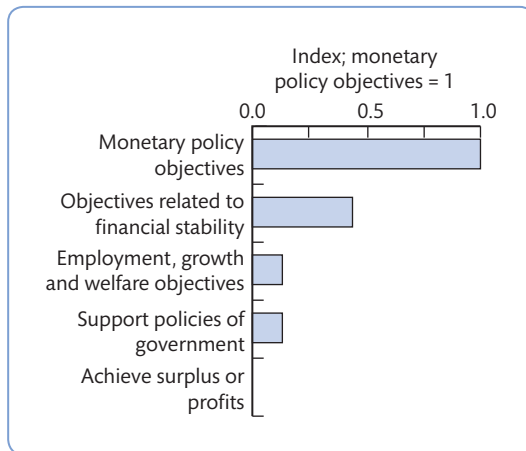 Index; monetary
policy objectives = 1
0.0 0.5 1.0
Monetary policy
objectives
Objectives related to
financial stability
Employment, growth
and welfare objectives
Support policies of
government
Achieve surplus or
profits